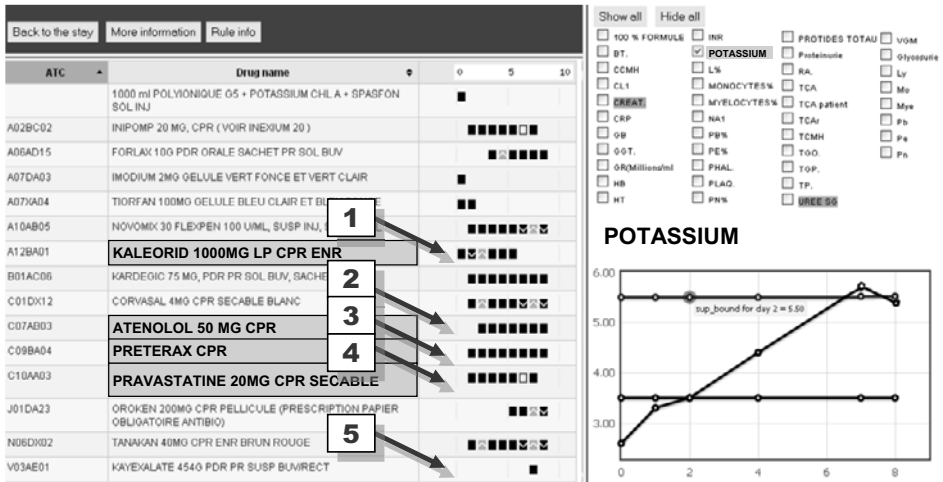 Back to the stay More information Rule info
ATC Drug name 0 5 10
1000 ml POLYIONIQUE G5 + POTASSIUM CHL A + SPASFON
SOL INJ
A02BC02 INIPOMP 20 MG, CPR ( VOIR INEXIUM 20 )
A06AD15 FORLAX 10G PDR ORALE SACHET PR SOL BUV
A07DA03 IMODIUM 2MG GELULE VERT FONCE ET VERT CLAIR
A07XA04 TIORFAN 100MG GELULE BLEU CLAIR ET
1
A10AB05 NOVOMIX 30 FLEXPEN 100 U/ML, SUSP INJ,
A12BA01 KALEORID 1000MG LP CPR ENR
B01AC06 KARDEGIC 75 MG, PDR PR SOL BUV,
2
C01DX12 CORVASAL 4MG CPR SECABLE BLANC
C07AB03 ATENOLOL 50 MG CPR
3
C09BA04 PRETERAX CPR
4
C10AA03 PRAVASTATINE 20MG CPR SECABLE
J01DA23 OROKEN 200MG CPR PELLICULE (PRESCRIPTION PAPIER
OBLIGATOIRE ANTIBIO)
N06DX02 TANAKAN 40MG CPR ENR BRUN ROUGE
5
V03AE01 KAYEXALATE 454G PDR PR SUSP BUV/RECT
Show all Hide all
100 % FORMULE INR PROTIDES TOTAU VGM
BT. POTASSIUM Proteinurie Glycosurie
CCMH L% RA. Ly
CL1 MONOCYTES% TCA Mo
CREAT. MYELOCYTES% TCA patient Mye
CRP NA1 TCAr Pb
GB PB% TCMH Pe
GGT. PE% TGO. Pn
GR(Millions/ml PHAL. TGP.
HB PLAQ. TP.
HT PN% UREE SG
POTASSIUM
6.00
sup_bound for day 2 = 5.50
5.00
4.00
3.00
0 2 4 6 8